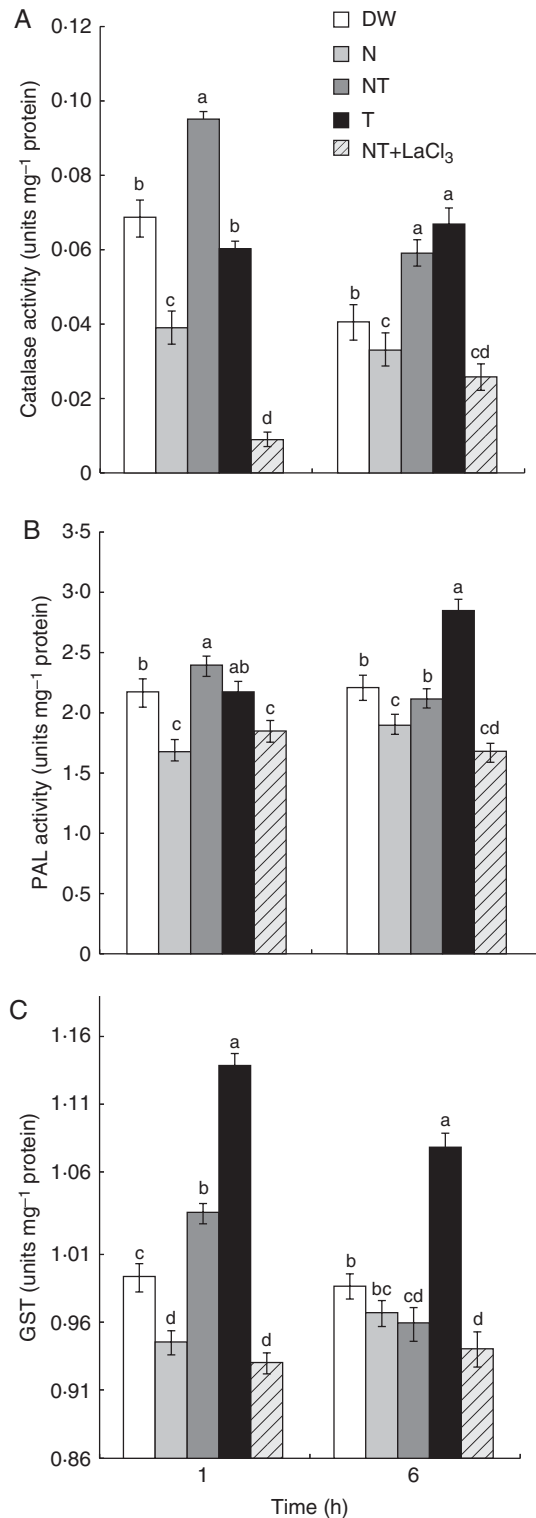 A
Catalase activity (units mg⁻¹ protein)
0·12
0·10
0·08
0·06
0·04
0·02
0
DW
N
NT
T
NT+LaCl₃
b
c
a
b
d
b
c
a
a
cd
B
PAL activity (units mg⁻¹ protein)
3·5
3·0
2·5
2·0
1·5
1·0
0·5
0
b
c
a
ab
c
b
c
b
a
cd
C
GST (units mg⁻¹ protein)
1·16
1·11
1·06
1·01
0·96
0·91
0·86
c
d
b
a
d
b
bc
cd
a
d
1
6
Time (h)